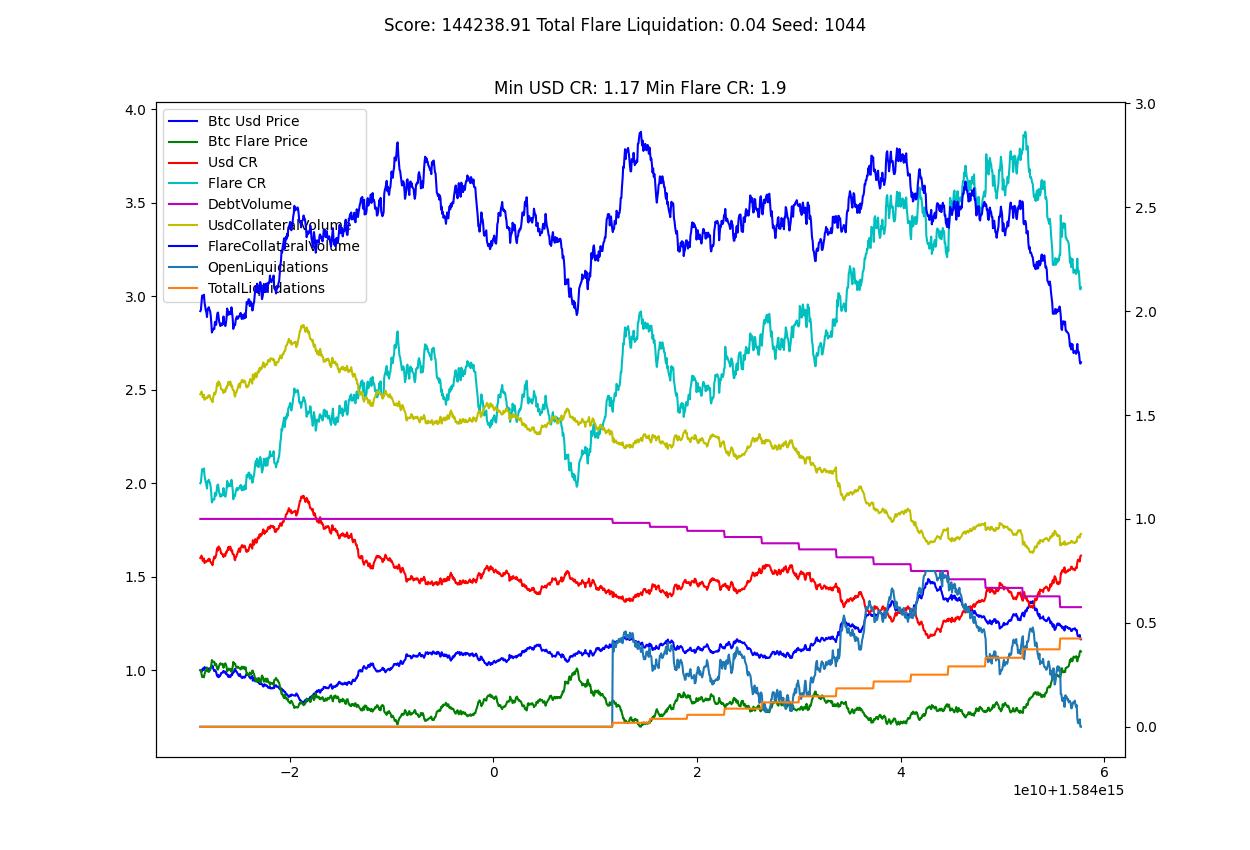 Score: 144238.91 Total Flare Liquidation: 0.04 Seed: 1044
Min USD CR: 1.17 Min Flare CR: 1.9
Btc Usd Price
Btc Flare Price
Usd CR
Flare CR
DebtVolume
UsdCollateralVolume
FlareCollateralVolume
OpenLiquidations
TotalLiquidations
4.0
3.5
3.0
2.5
2.0
1.5
1.0
3.0
2.5
2.0
1.5
1.0
0.5
0.0
−2
0
2
4
6
1e10+1.584e15